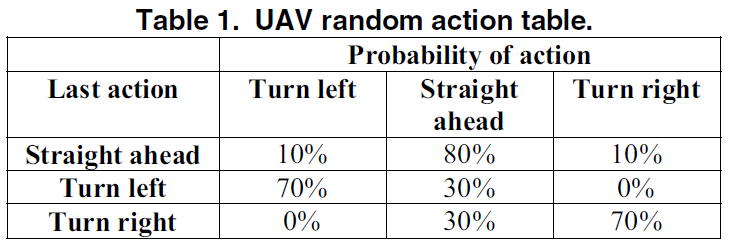 Table 1. UAV random action table.
Probability of action
Last action Turn left Straight ahead Turn right
Straight ahead 10% 80% 10%
Turn left 70% 30% 0%
Turn right 0% 30% 70%